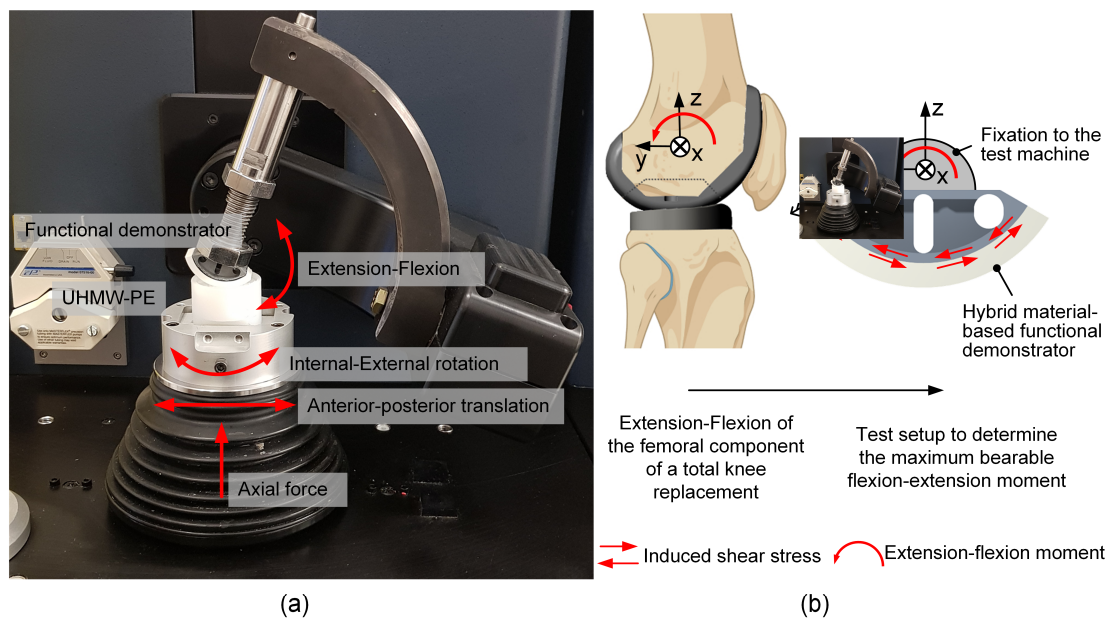 Functional demonstrator
Extension-Flexion
UHMW-PE
Internal-External rotation
Anterior-posterior translation
Axial force
(a)
(b)
z
y
x
z
x
Fixation to the
test machine
Hybrid material-
based functional
demonstrator
Extension-Flexion of
the femoral component
of a total knee
replacement
Test setup to determine
the maximum bearable
flexion-extension moment
Induced shear stress
Extension-flexion moment